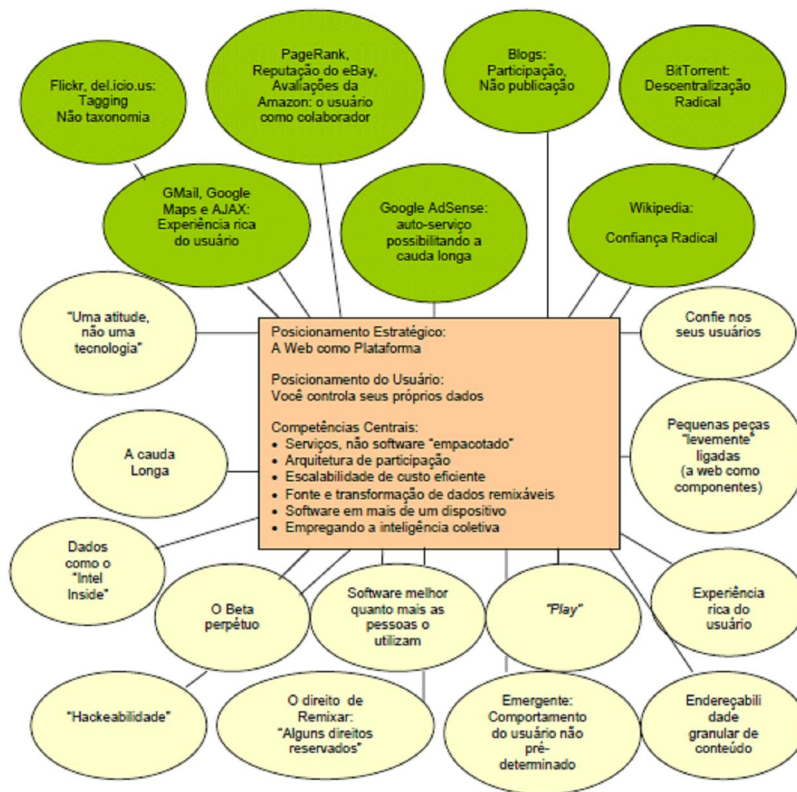 Flickr, del.icio.us:
Tagging
Não taxonomia
PageRank,
Reputação do eBay,
Avaliações da
Amazon: o usuário
como colaborador
Blogs:
Participação,
Não publicação
BitTorrent:
Descentralização
Radical
GMail, Google
Maps e AJAX:
Experiência rica
do usuário
Google AdSense:
auto-serviço
possibilitando a
cauda longa
Wikipedia:
Confiança Radical
"Uma atitude,
não uma
tecnologia"
Posicionamento Estratégico:
A Web como Plataforma
Posicionamento do Usuário:
Você controla seus próprios dados
Competências Centrais:
• Serviços, não software "empacotado"
• Arquitetura de participação
• Escalabilidade de custo eficiente
• Fonte e transformação de dados remixáveis
• Software em mais de um dispositivo
• Empregando a inteligência coletiva
Confie nos
seus usuários
A cauda
Longa
Pequenas peças
"levemente"
ligadas
(a web como
componentes)
Dados
como o
"Intel
Inside"
O Beta
perpétuo
Software melhor
quanto mais as
pessoas o
utilizam
"Play"
Experiência
rica do
usuário
"Hackeabilidade"
O direito de
Remixar:
"Alguns direitos
reservados"
Emergente:
Comportamento
do usuário não
pré-
determinado
Endereçabili
dade
granular de
conteúdo